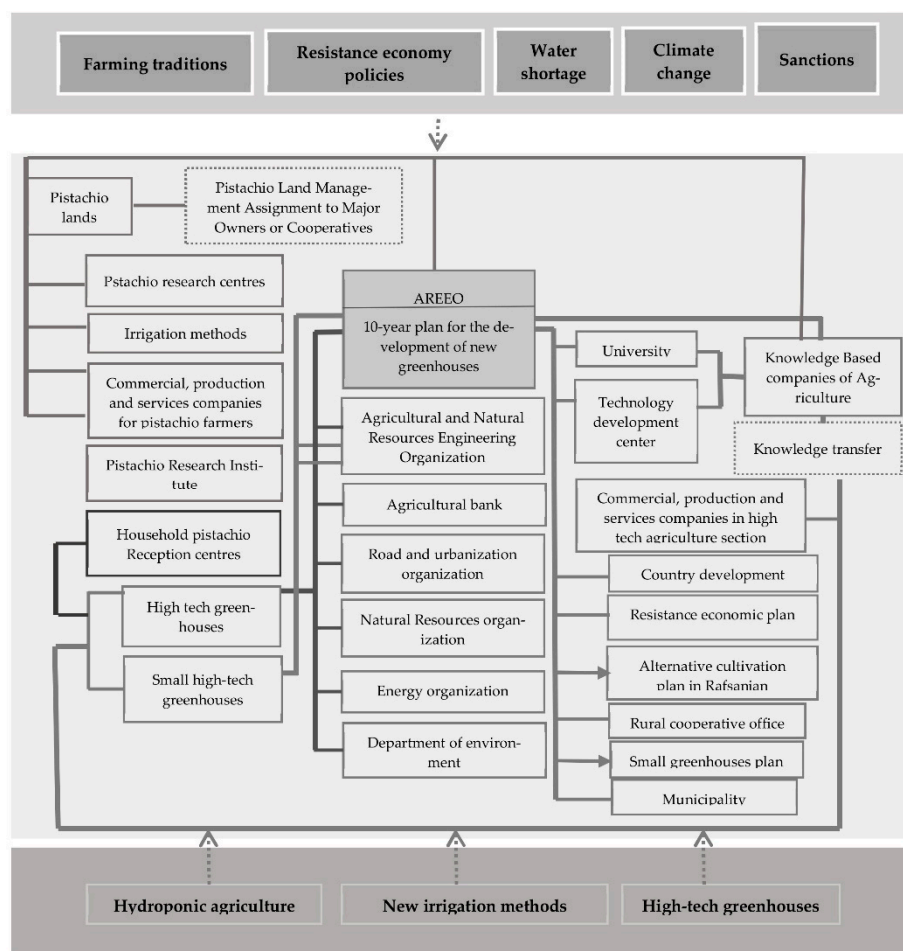 Farming traditions
Resistance economy
policies
Water
shortage
Climate
change
Sanctions
Pistachio
lands
Pistachio Land Manage-
ment Assignment to Major
Owners or Cooperatives
Pstachio research centres
Irrigation methods
Commercial, production
and services companies
for pistachio farmers
Pistachio Research Insti-
tute
Household pistachio
Reception centres
High tech green-
houses
Small high-tech
greenhouses
AREEO
10-year plan for the de-
velopment of new
greenhouses
Agricultural and Natural
Resources Engineering
Organization
Agricultural bank
Road and urbanization
organization
Natural Resources organ-
ization
Energy organization
Department of environ-
ment
University
Technology
development
center
Knowledge Based
companies of Ag-
riculture
Knowledge transfer
Commercial, production and
services companies in high
tech agriculture section
Country development
Resistance economic plan
Alternative cultivation
plan in Rafsanian
Rural cooperative office
Small greenhouses plan
Municipality
Hydroponic agriculture
New irrigation methods
High-tech greenhouses